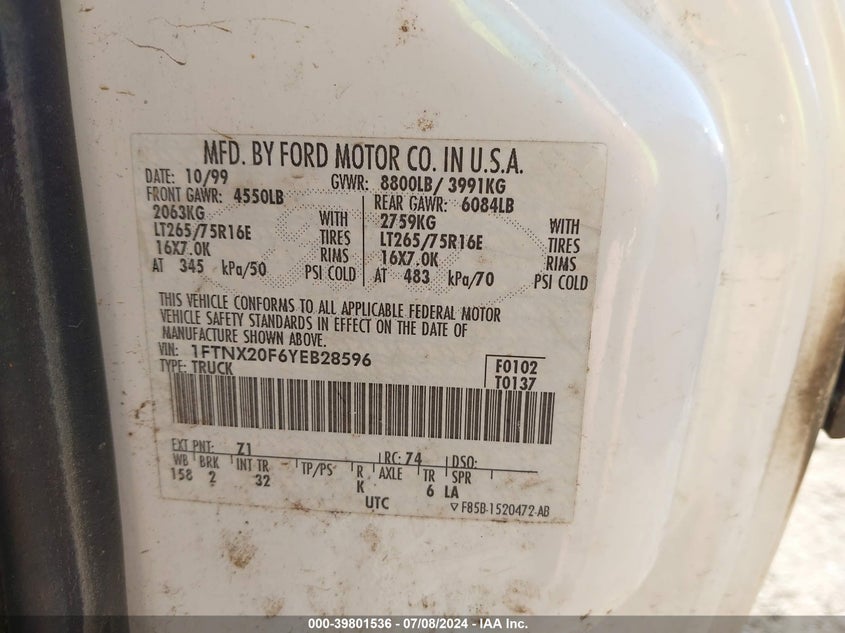 MFD. BY FORD MOTOR CO. IN U.S.A.
DATE: 10/99 GVWR: 8800LB/ 3991KG
FRONT GAWR: 4550LB REAR GAWR: 6084LB
2063KG WITH 2759KG WITH
LT265/75R16E TIRES LT265/75R16E TIRES
16X7.0K RIMS 16X7.0K RIMS
AT 345 kPa/50 PSI COLD AT 483 kPa/70 PSI COLD
THIS VEHICLE CONFORMS TO ALL APPLICABLE FEDERAL MOTOR
VEHICLE SAFETY STANDARDS IN EFFECT ON THE DATE OF
MANUFACTURE SHOWN ABOVE.
VIN: 1FTNX20F6YEB28596 F0102
TYPE: TRUCK T0137
EXT PNT: Z1 RC: 74 DSO:
WB BRK INT TR TP/PS R AXLE TR SPR
158 2 32 K 6 LA
UTC F85B-1520472-AB
000-39801536 - 07/08/2024 - IAA Inc.